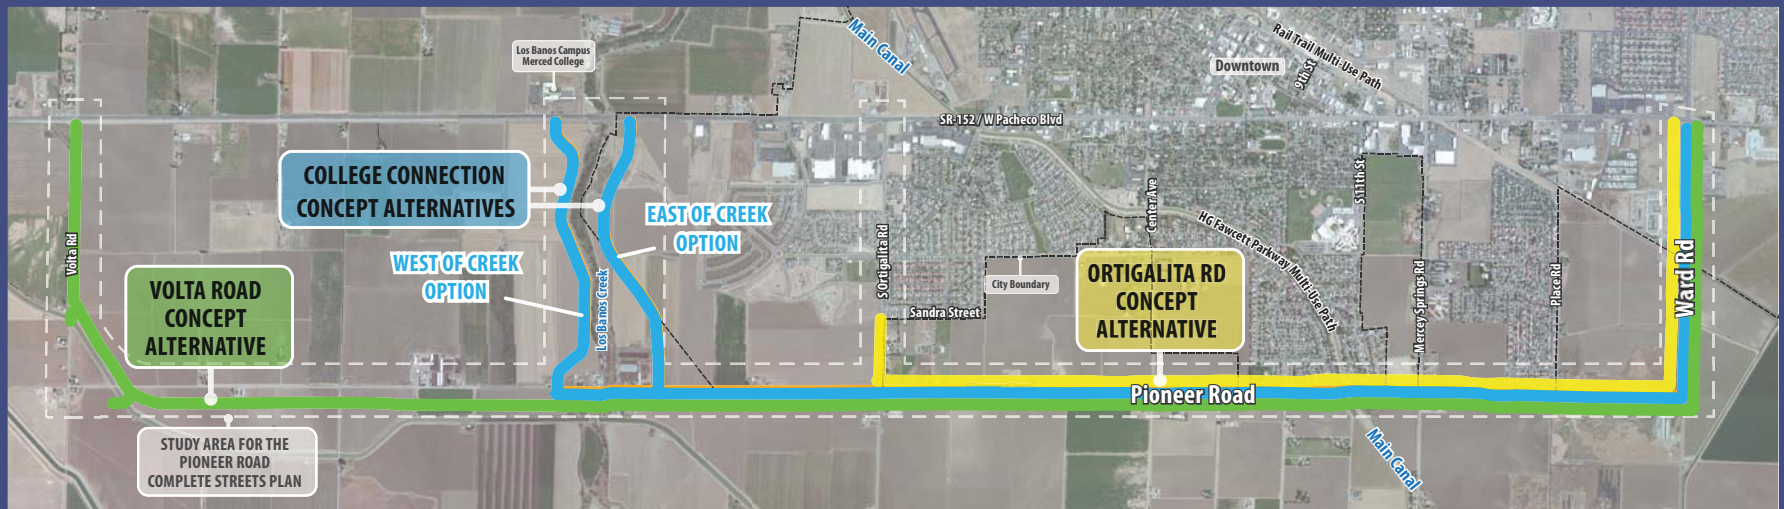 Los Banos Campus
Merced College
Main Canal
Rail Trail Multi-Use Path
Downtown
9th St
SR-152 / W Pacheco Blvd
COLLEGE CONNECTION
CONCEPT ALTERNATIVES
EAST OF CREEK
OPTION
WEST OF CREEK
OPTION
Volta Rd
VOLTA ROAD
CONCEPT
ALTERNATIVE
Los Banos Creek
S Ortigalita Rd
Sandra Street
City Boundary
Center Ave
HG Fawcett Parkway Multi-Use Path
ORTIGALITA RD
CONCEPT
ALTERNATIVE
S 11th St
Mercey Springs Rd
Place Rd
Ward Rd
Pioneer Road
STUDY AREA FOR THE
PIONEER ROAD
COMPLETE STREETS PLAN
Main Canal